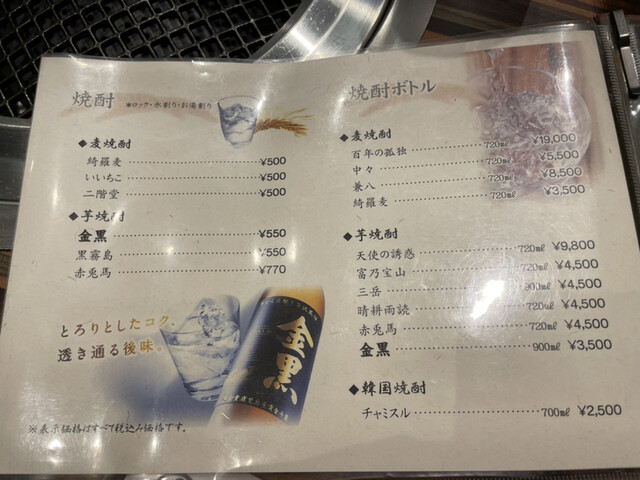 焼酎 ※ロック・水割り・お湯割り
◆麦焼酎
綺羅麦 ¥500
いいちこ ¥500
二階堂 ¥500
◆芋焼酎
金黒 ¥550
黒霧島 ¥550
赤兎馬 ¥770
とろりとしたコク、
透き通る後味。
金黒
※表示価格はすべて税込み価格です。
焼酎ボトル
◆麦焼酎
百年の孤独 720㎖ ¥19,000
中々 720㎖ ¥5,500
兼八 720㎖ ¥8,500
綺羅麦 720㎖ ¥3,500
◆芋焼酎
天使の誘惑 720㎖ ¥9,800
富乃宝山 720㎖ ¥4,500
三岳 900㎖ ¥4,500
晴耕雨読 720㎖ ¥4,500
赤兎馬 720㎖ ¥4,500
金黒 900㎖ ¥3,500
◆韓国焼酎
チャミスル 700㎖ ¥2,500